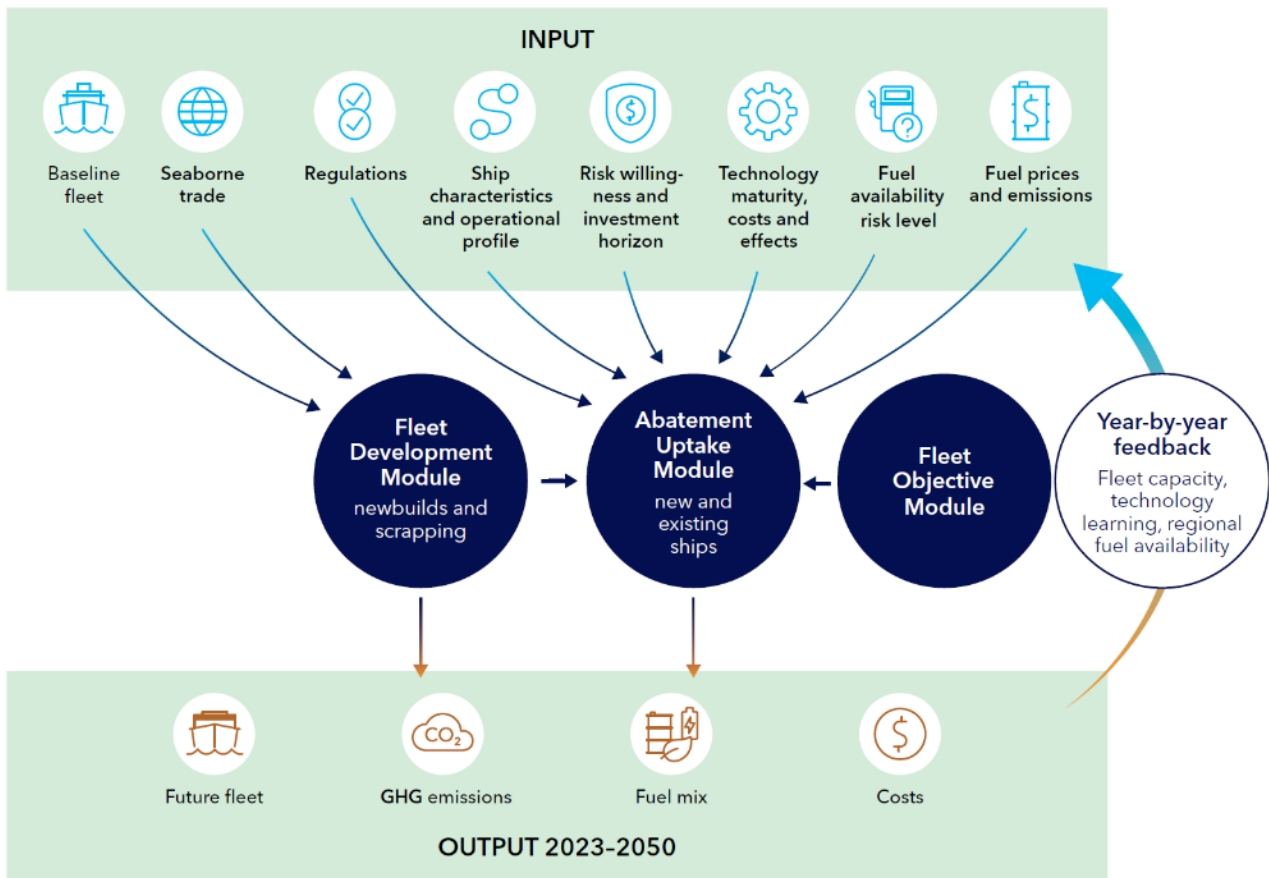 INPUT
Baseline
fleet
Seaborne
trade
Regulations
Ship
characteristics
and operational
profile
Risk willing-
ness and
investment
horizon
Technology
maturity,
costs and
effects
Fuel
availability
risk level
Fuel prices
and emissions
$
$
?
Fleet
Development
Module
newbuilds and
scrapping
Abatement
Uptake
Module
new and
existing
ships
Fleet
Objective
Module
Year-by-year
feedback
Fleet capacity,
technology
learning, regional
fuel availability
CO₂
$
Future fleet
GHG emissions
Fuel mix
Costs
OUTPUT 2023–2050